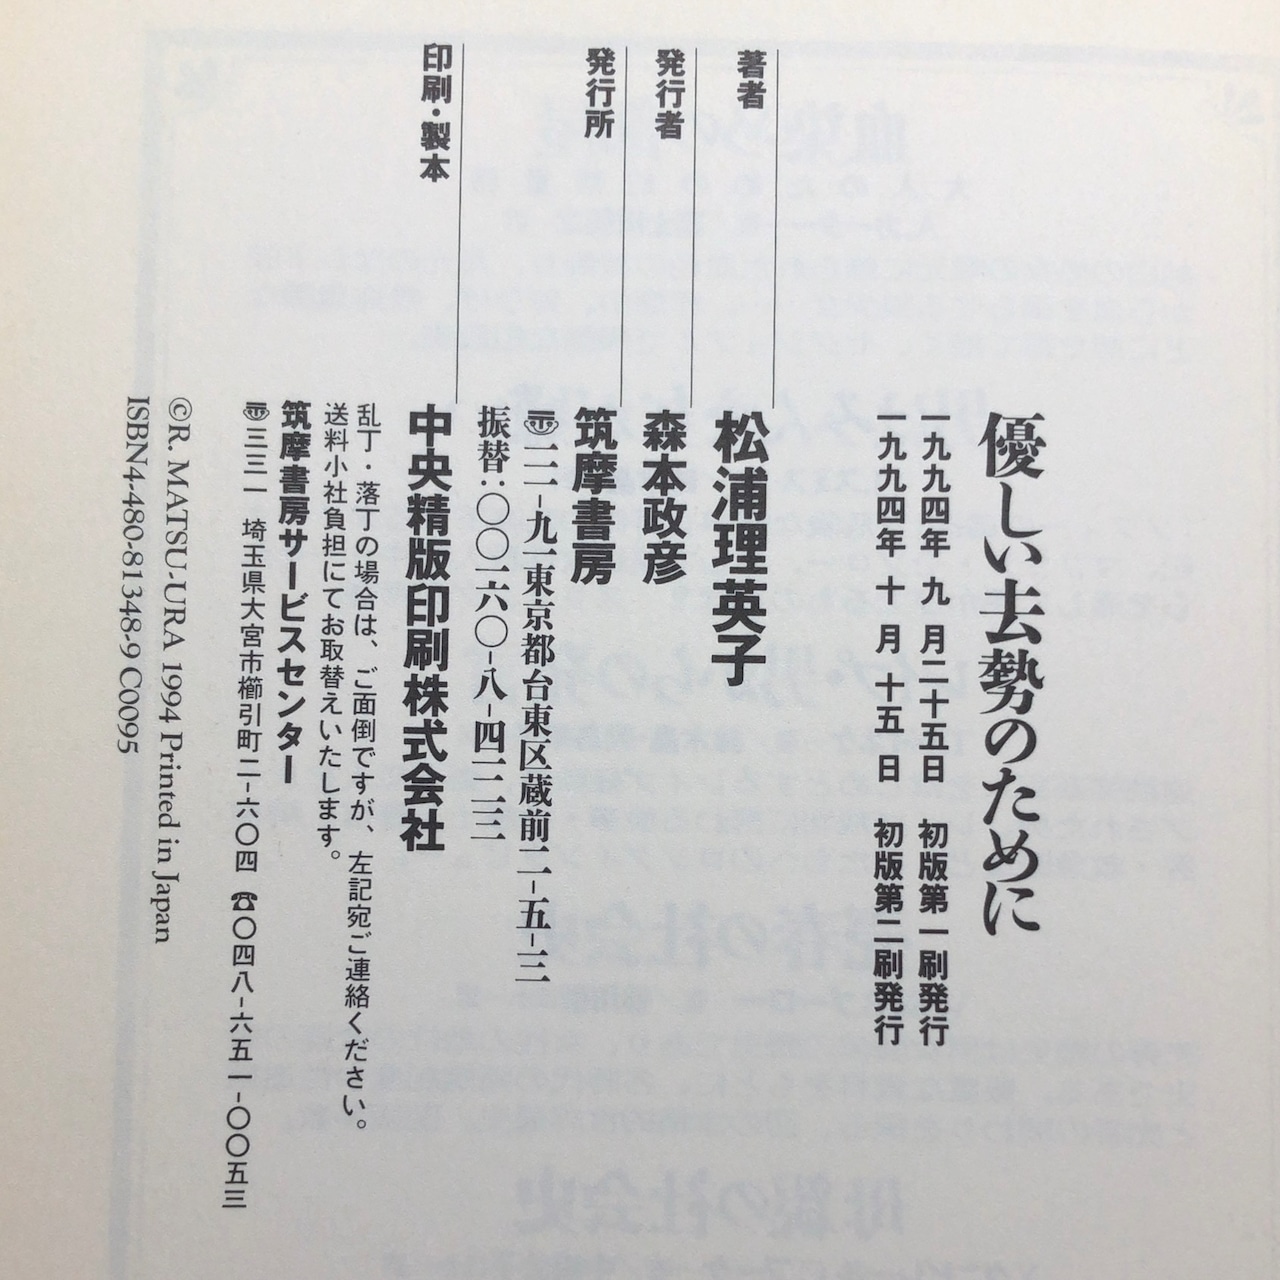 優しい去勢のために
一九九四年 九 月二十五日 初版第一刷発行
一九九四年 十 月 十五 日 初版第二刷発行
著者
松浦理英子
発行者
森本政彦
発行所
筑摩書房
〠一一一-九一東京都台東区蔵前二-五-三
振替:〇〇一六〇-八-四一二三
印刷・製本
中央精版印刷株式会社
乱丁・落丁の場合は、ご面倒ですが、左記宛ご連絡ください。
送料小社負担にてお取替えいたします。
筑摩書房サービスセンター
〠三三一 埼玉県大宮市櫛引町二-六〇四 ☎〇四八-六五一-〇〇五三
©R. MATSU-URA 1994 Printed in Japan
ISBN4-480-81348-9 C0095